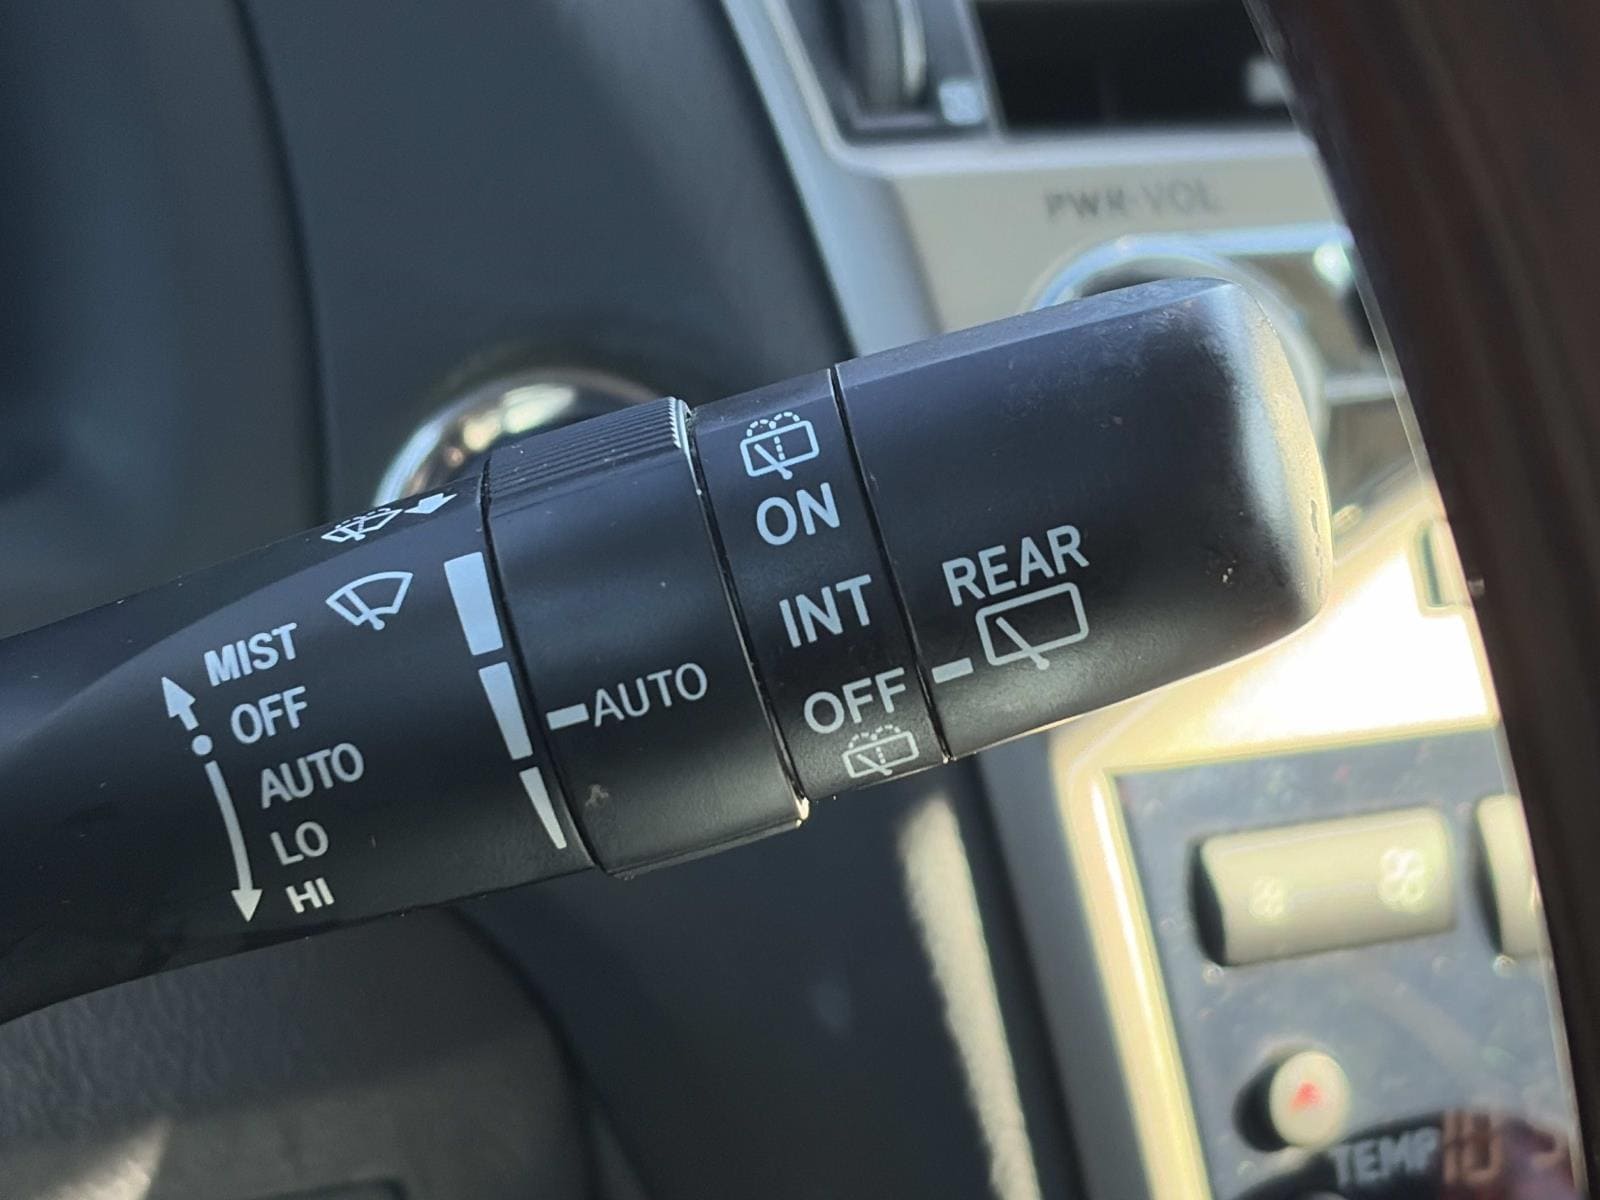 PWR·VOL
MIST
OFF
AUTO
LO
HI
AUTO
ON
INT
OFF
REAR
TEMP